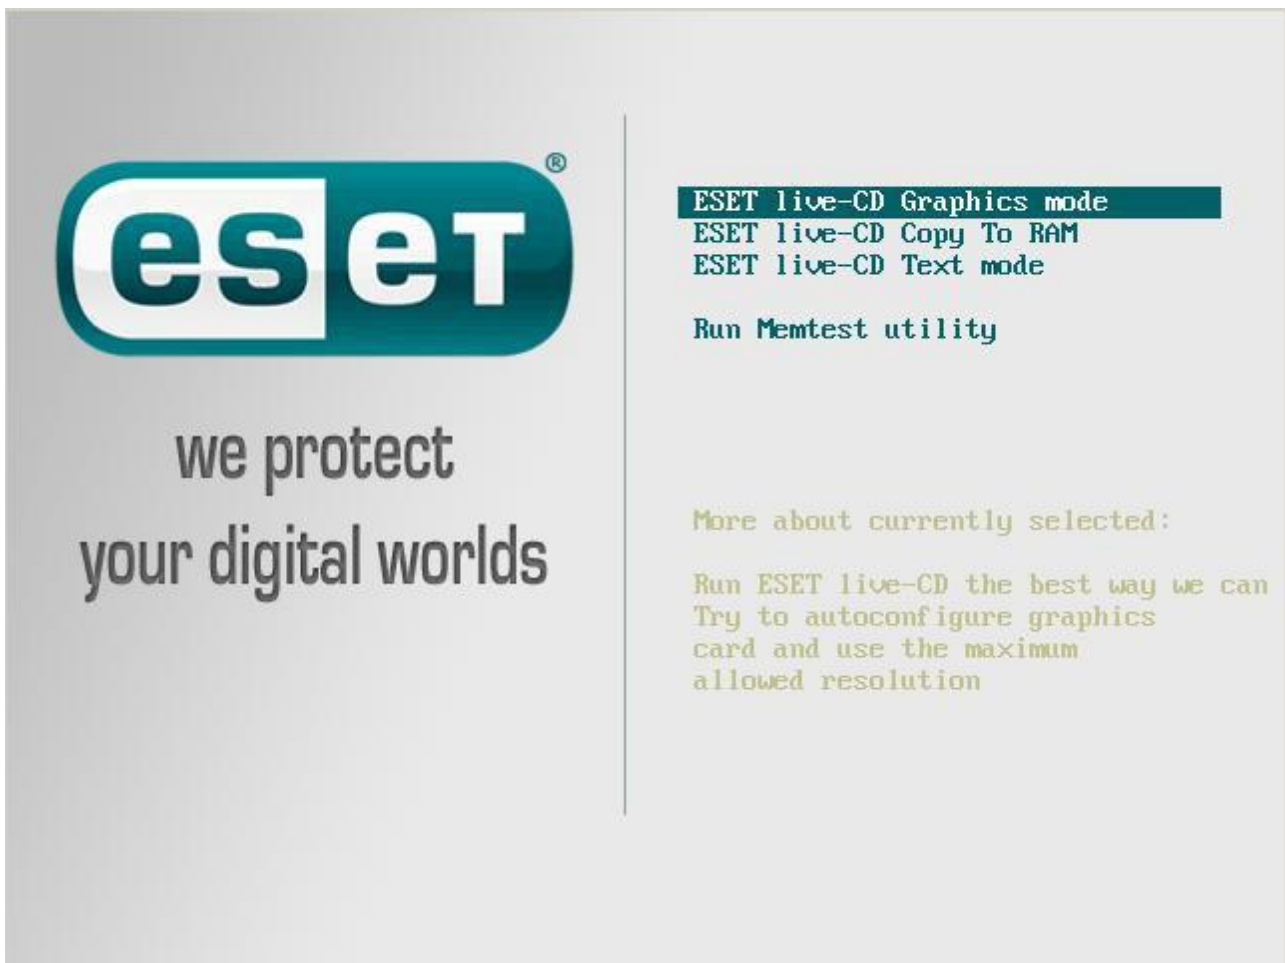 eseT®
we protect
your digital worlds
ESET live-CD Graphics mode
ESET live-CD Copy To RAM
ESET live-CD Text mode
Run Memtest utility
More about currently selected:
Run ESET live-CD the best way we can
Try to autoconfigure graphics
card and use the maximum
allowed resolution